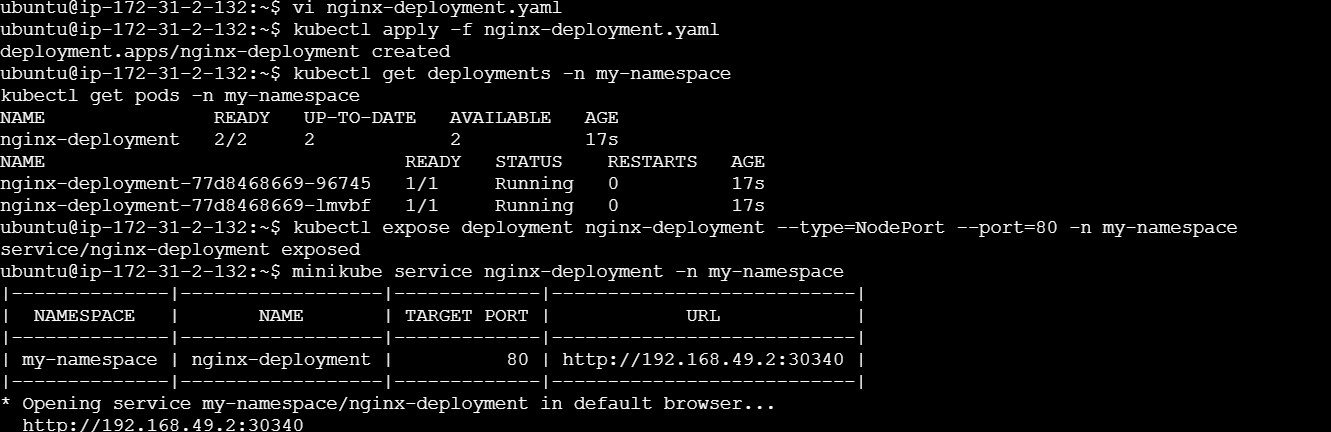 ubuntu@ip-172-31-2-132:~$ vi nginx-deployment.yaml
ubuntu@ip-172-31-2-132:~$ kubectl apply -f nginx-deployment.yaml
deployment.apps/nginx-deployment created
ubuntu@ip-172-31-2-132:~$ kubectl get deployments -n my-namespace
kubectl get pods -n my-namespace
NAME               READY   UP-TO-DATE   AVAILABLE   AGE
nginx-deployment   2/2     2            2           17s
NAME                                READY   STATUS    RESTARTS   AGE
nginx-deployment-77d8468669-96745   1/1     Running   0          17s
nginx-deployment-77d8468669-lmvbf   1/1     Running   0          17s
ubuntu@ip-172-31-2-132:~$ kubectl expose deployment nginx-deployment --type=NodePort --port=80 -n my-namespace
service/nginx-deployment exposed
ubuntu@ip-172-31-2-132:~$ minikube service nginx-deployment -n my-namespace
|--------------|------------------|-------------|---------------------------|
|  NAMESPACE   |       NAME       | TARGET PORT |            URL            |
|--------------|------------------|-------------|---------------------------|
| my-namespace | nginx-deployment |          80 | http://192.168.49.2:30340 |
|--------------|------------------|-------------|---------------------------|
* Opening service my-namespace/nginx-deployment in default browser...
  http://192.168.49.2:30340